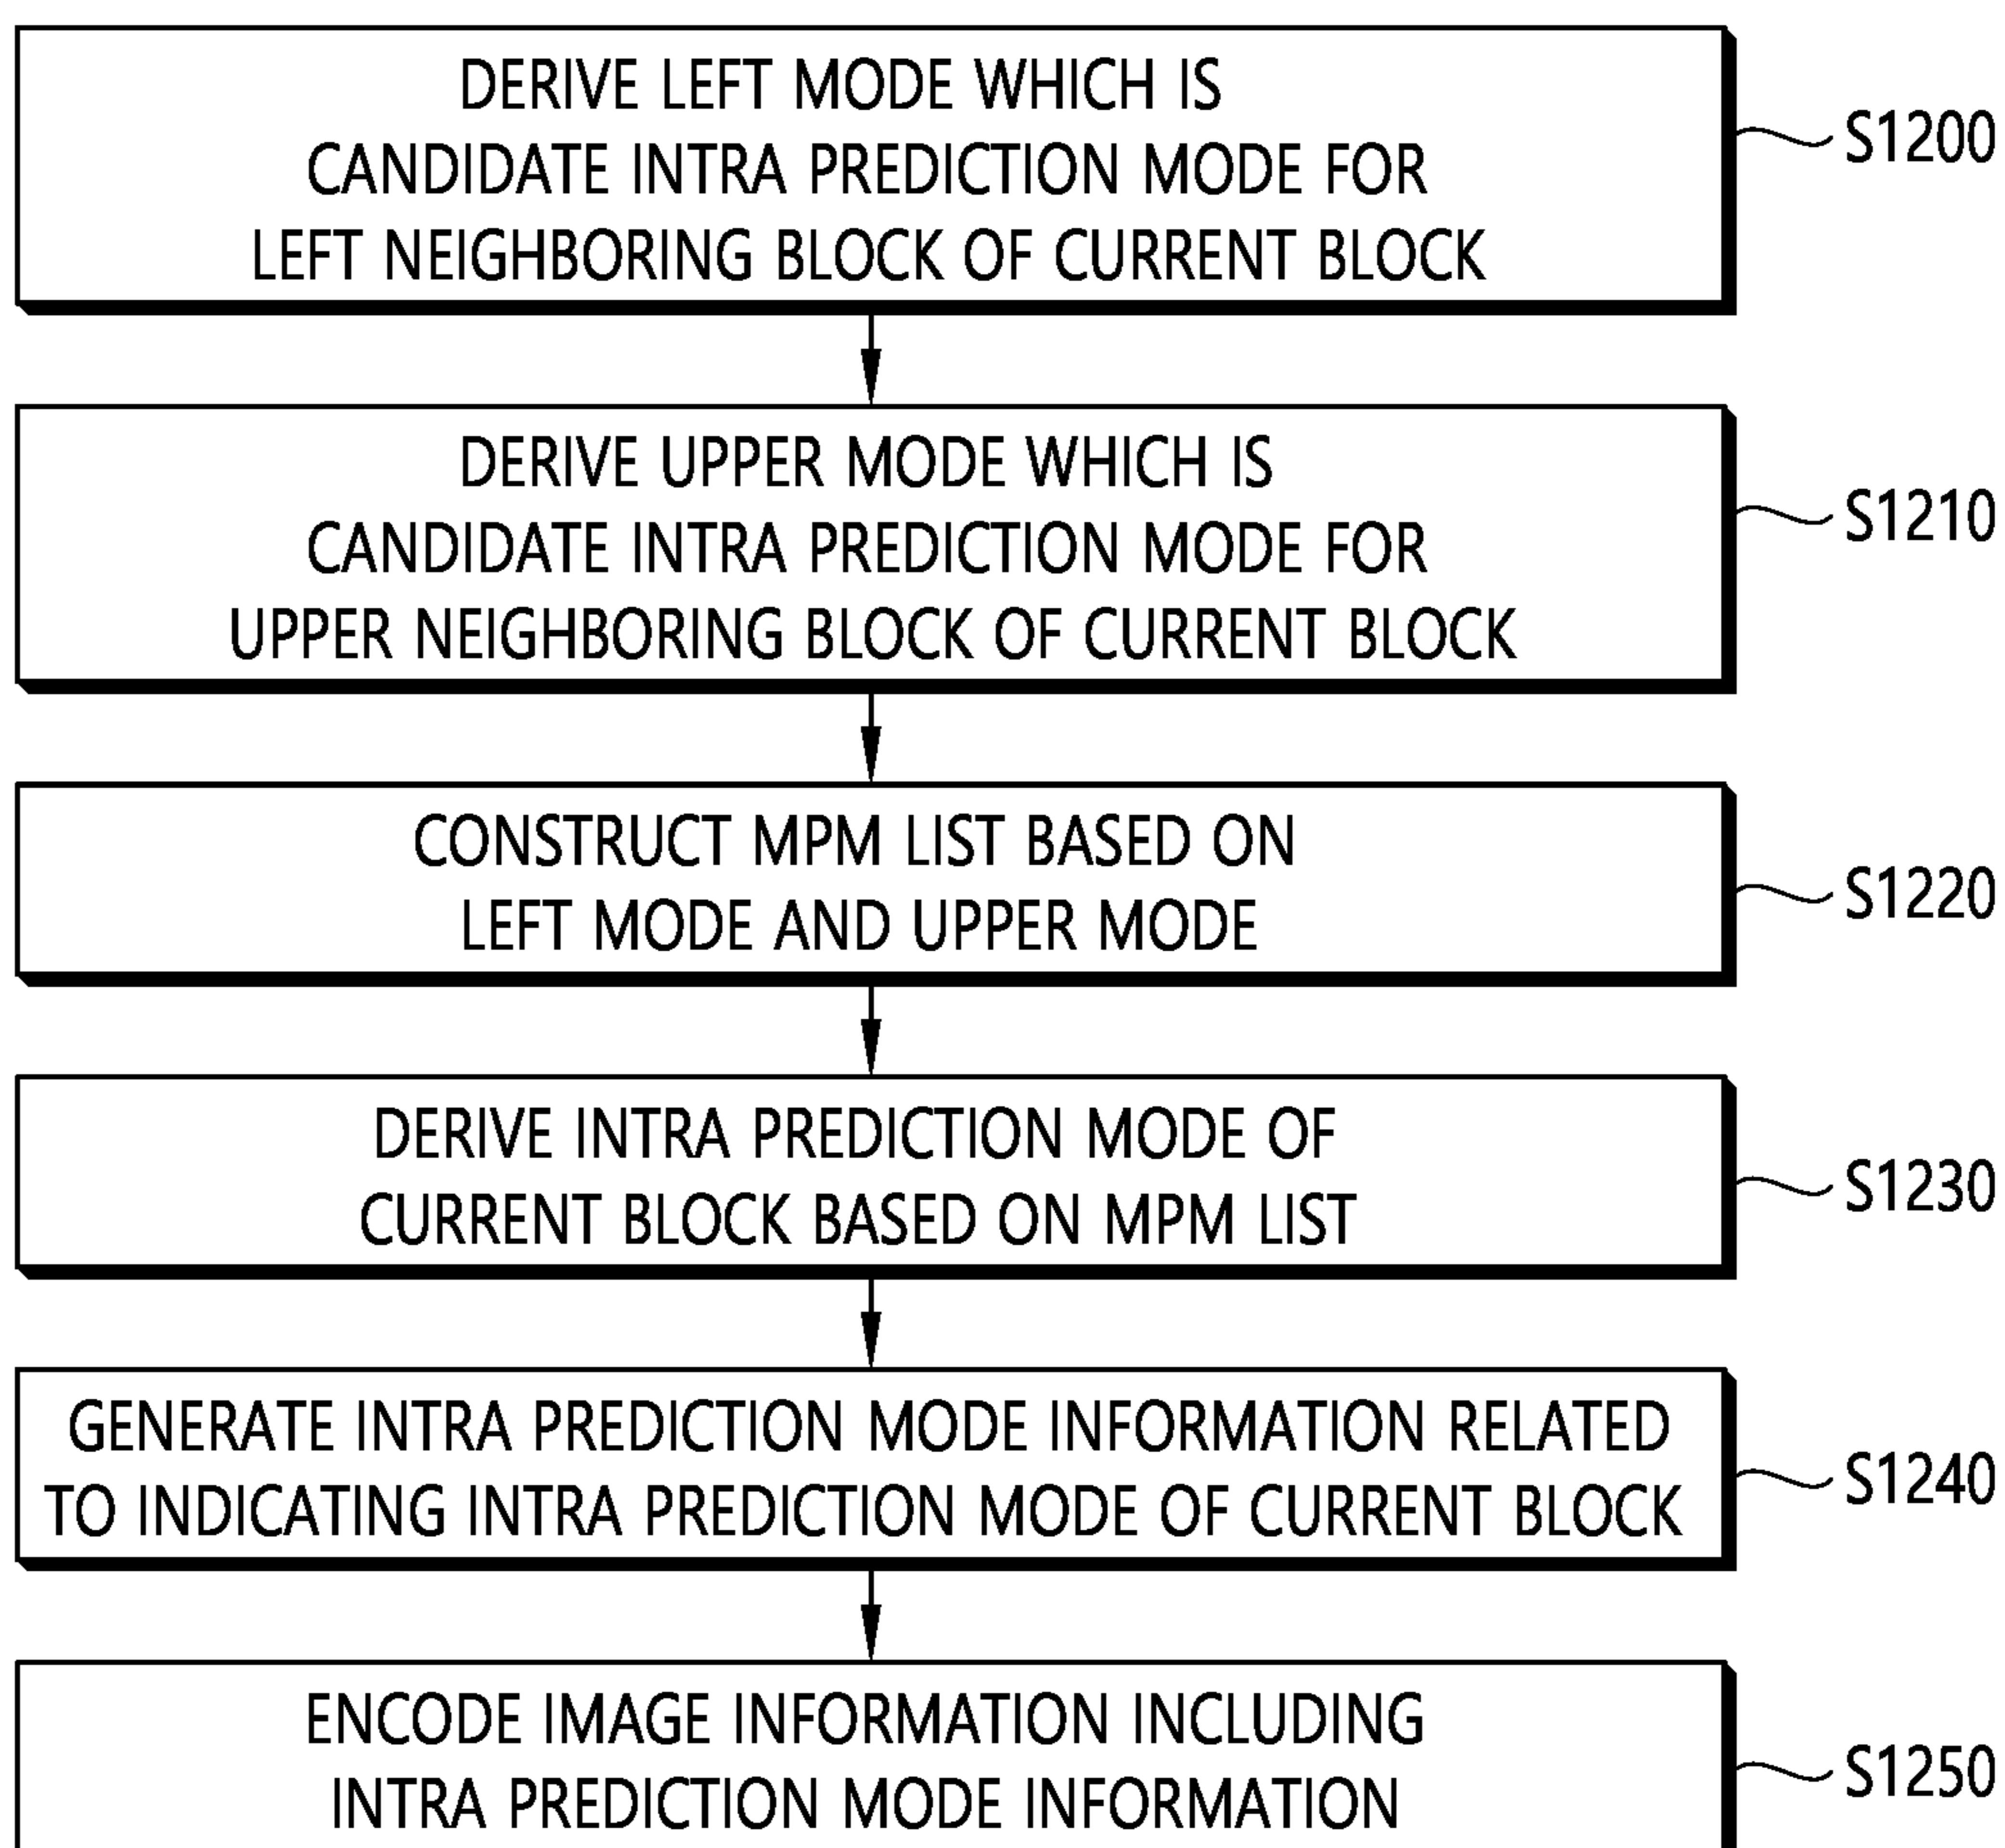 DERIVE LEFT MODE WHICH IS
CANDIDATE INTRA PREDICTION MODE FOR
LEFT NEIGHBORING BLOCK OF CURRENT BLOCK
S1200
DERIVE UPPER MODE WHICH IS
CANDIDATE INTRA PREDICTION MODE FOR
UPPER NEIGHBORING BLOCK OF CURRENT BLOCK
S1210
CONSTRUCT MPM LIST BASED ON
LEFT MODE AND UPPER MODE
S1220
DERIVE INTRA PREDICTION MODE OF
CURRENT BLOCK BASED ON MPM LIST
S1230
GENERATE INTRA PREDICTION MODE INFORMATION RELATED
TO INDICATING INTRA PREDICTION MODE OF CURRENT BLOCK
S1240
ENCODE IMAGE INFORMATION INCLUDING
INTRA PREDICTION MODE INFORMATION
S1250